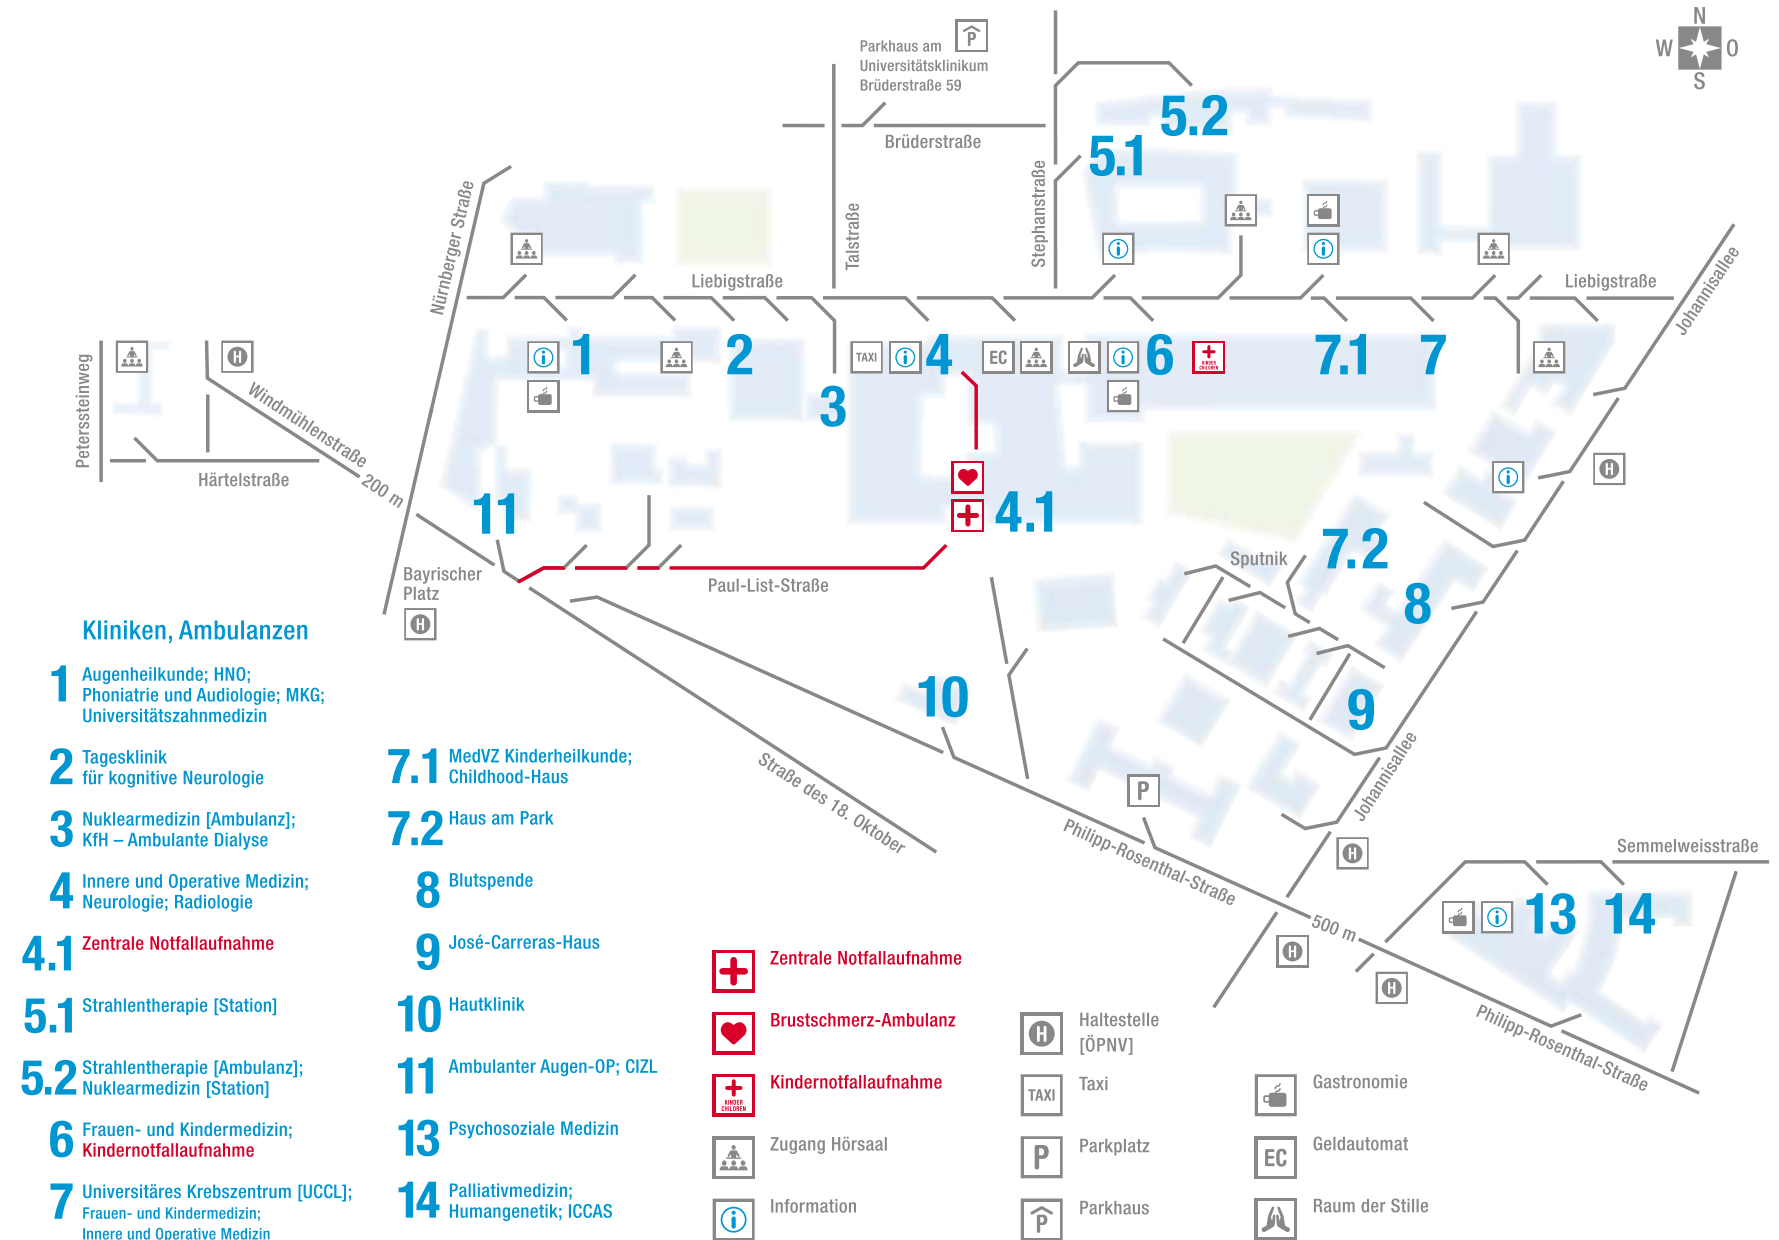 N
W O
S
P
Parkhaus am
Universitätsklinikum
Brüderstraße 59
Brüderstraße
5.2
5.1
Nürnberger Straße
Talstraße
Stephanstraße
Liebigstraße
Liebigstraße
Johannisallee
Peterssteinweg
H
Windmühlenstraße
Härtelstraße
200 m
i
1
2
3
TAXI
i
4
EC
i
6
KINDER
CHILDREN
7.1
7
i
i
i
H
11
4.1
Bayrischer
Platz
H
Paul-List-Straße
Sputnik
7.2
8
9
10
Straße des 18. Oktober
P
Philipp-Rosenthal-Straße
Johannisallee
H
H
500 m
H
Semmelweisstraße
i
13
14
Philipp-Rosenthal-Straße
Kliniken, Ambulanzen
1 Augenheilkunde; HNO;
Phoniatrie und Audiologie; MKG;
Universitätszahnmedizin
2 Tagesklinik
für kognitive Neurologie
3 Nuklearmedizin [Ambulanz];
KfH – Ambulante Dialyse
4 Innere und Operative Medizin;
Neurologie; Radiologie
4.1 Zentrale Notfallaufnahme
5.1 Strahlentherapie [Station]
5.2 Strahlentherapie [Ambulanz];
Nuklearmedizin [Station]
6 Frauen- und Kindermedizin;
Kindernotfallaufnahme
7 Universitäres Krebszentrum [UCCL];
Frauen- und Kindermedizin;
Innere und Operative Medizin
7.1 MedVZ Kinderheilkunde;
Childhood-Haus
7.2 Haus am Park
8 Blutspende
9 José-Carreras-Haus
10 Hautklinik
11 Ambulanter Augen-OP; CIZL
13 Psychosoziale Medizin
14 Palliativmedizin;
Humangenetik; ICCAS
Zentrale Notfallaufnahme
Brustschmerz-Ambulanz
KINDER
CHILDREN
Kindernotfallaufnahme
Zugang Hörsaal
i Information
H Haltestelle
[ÖPNV]
TAXI Taxi
P Parkplatz
P Parkhaus
Gastronomie
EC Geldautomat
Raum der Stille